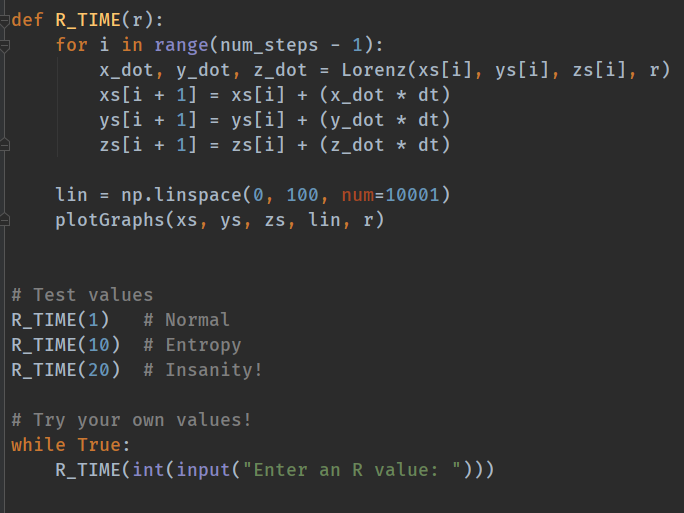 def R_TIME(r):
    for i in range(num_steps - 1):
        x_dot, y_dot, z_dot = Lorenz(xs[i], ys[i], zs[i], r)
        xs[i + 1] = xs[i] + (x_dot * dt)
        ys[i + 1] = ys[i] + (y_dot * dt)
        zs[i + 1] = zs[i] + (z_dot * dt)

    lin = np.linspace(0, 100, num=10001)
    plotGraphs(xs, ys, zs, lin, r)


# Test values
R_TIME(1)   # Normal
R_TIME(10)  # Entropy
R_TIME(20)  # Insanity!

# Try your own values!
while True:
    R_TIME(int(input("Enter an R value: ")))